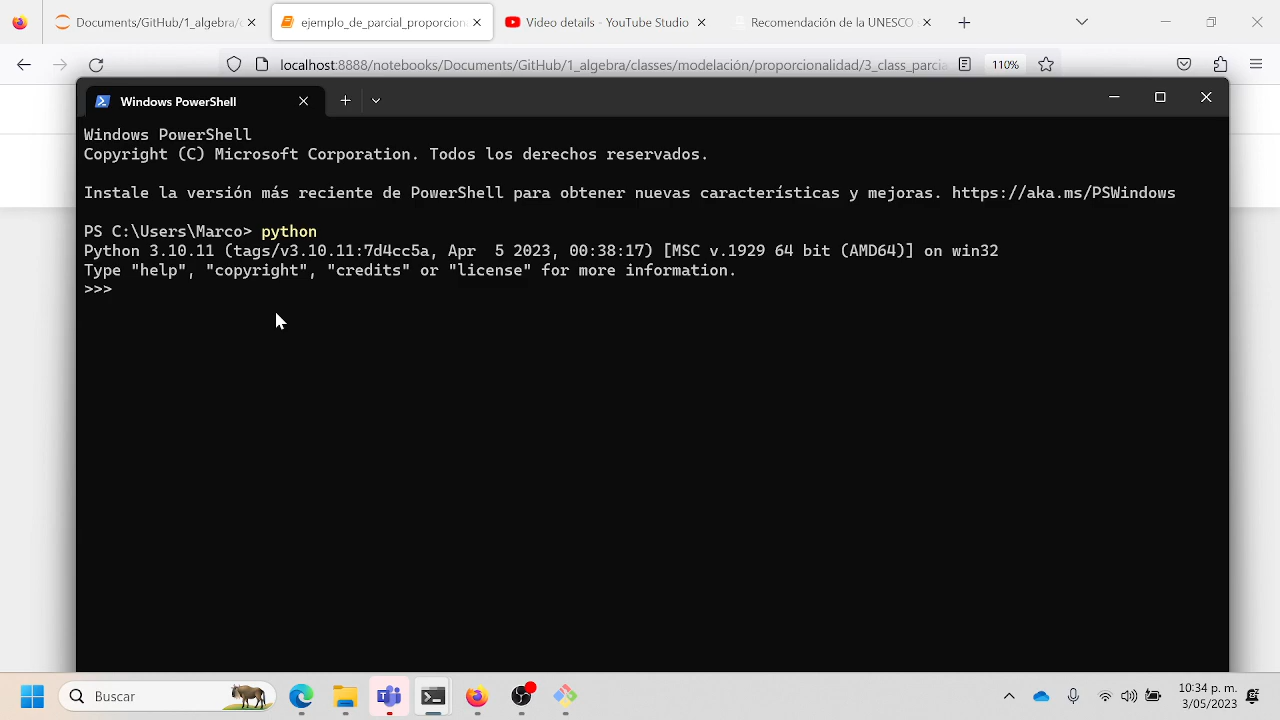 Documents/GitHub/1_algebra/
ejemplo_de_parcial_proporcion
Video details - YouTube Studio
Recomendación de la UNESCO
localhost:8888/notebooks/Documents/GitHub/1_algebra/classes/modelación/proporcionalidad/3_class_parcia
110%
Windows PowerShell
Windows PowerShell
Copyright (C) Microsoft Corporation. Todos los derechos reservados.
Instale la versión más reciente de PowerShell para obtener nuevas características y mejoras. https://aka.ms/PSWindows
PS C:\Users\Marco> python
Python 3.10.11 (tags/v3.10.11:7d4cc5a, Apr  5 2023, 00:38:17) [MSC v.1929 64 bit (AMD64)] on win32
Type "help", "copyright", "credits" or "license" for more information.
>>>
Buscar
10:34 p. m.
3/05/2023